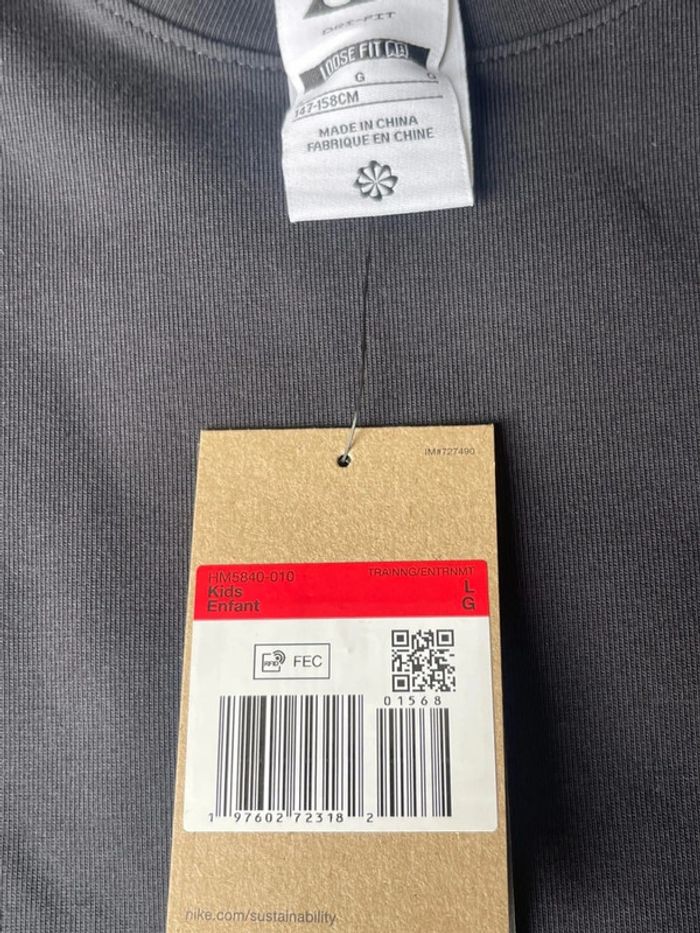 DRI-FIT
LOOSE FIT
G G
147-158CM
MADE IN CHINA
FABRIQUE EN CHINE
IM#727490
HM5840-010 TRAINNG/ENTRNMT
Kids L
Enfant G
RFID FEC
01568
1 97602 72318 2
nike.com/sustainability